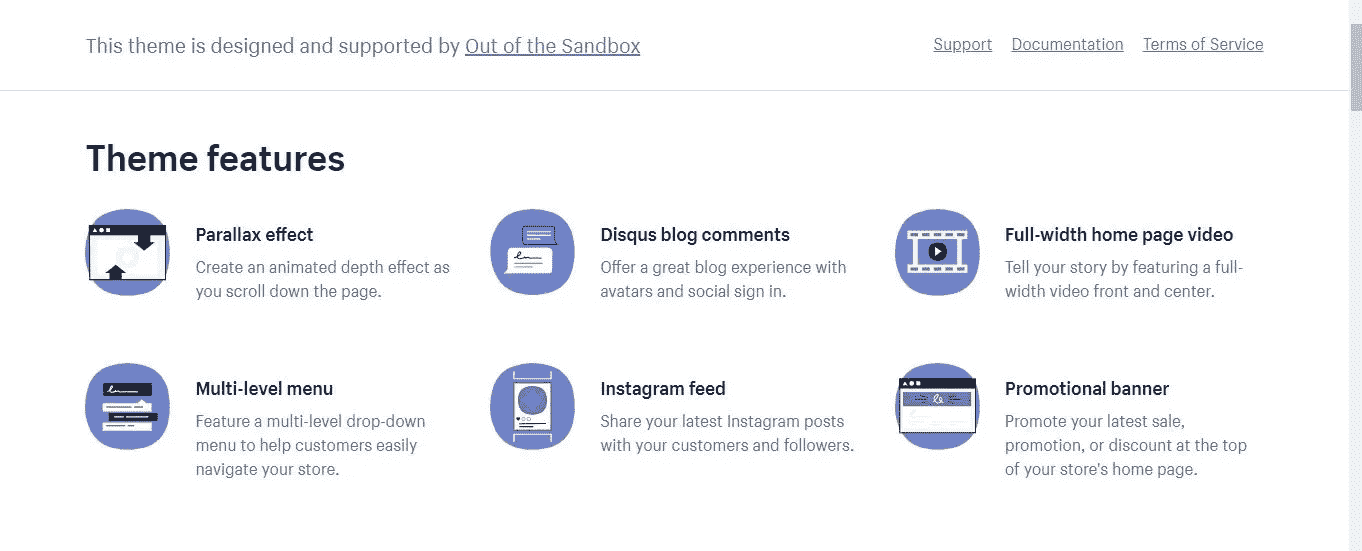 This theme is designed and supported by Out of the Sandbox
Support Documentation Terms of Service
Theme features
Parallax effect
Create an animated depth effect as
you scroll down the page.
Disqus blog comments
Offer a great blog experience with
avatars and social sign in.
Full-width home page video
Tell your story by featuring a full-
width video front and center.
Multi-level menu
Feature a multi-level drop-down
menu to help customers easily
navigate your store.
Instagram feed
Share your latest Instagram posts
with your customers and followers.
Promotional banner
Promote your latest sale,
promotion, or discount at the top
of your store's home page.